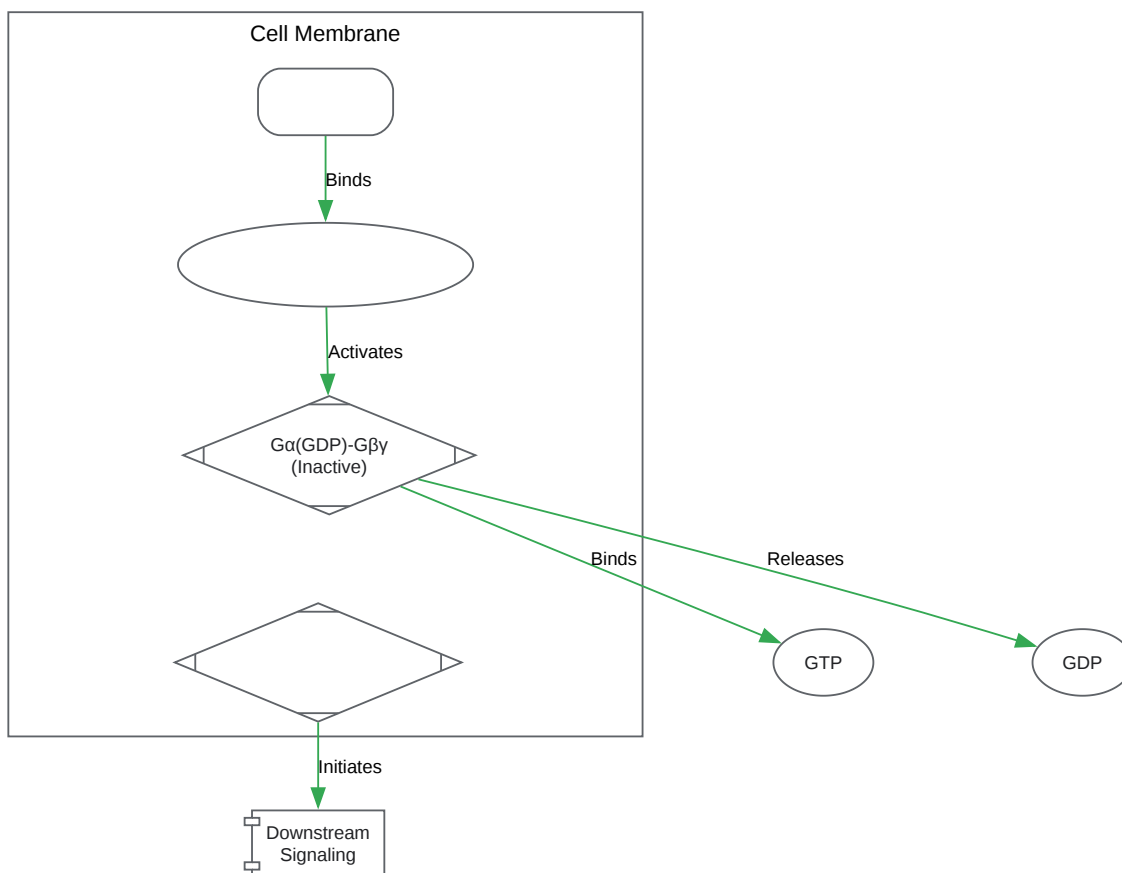 Cell Membrane
Binds
Activates
Gα(GDP)-Gβγ
(Inactive)
Binds
Releases
GTP
GDP
Initiates
Downstream
Signaling